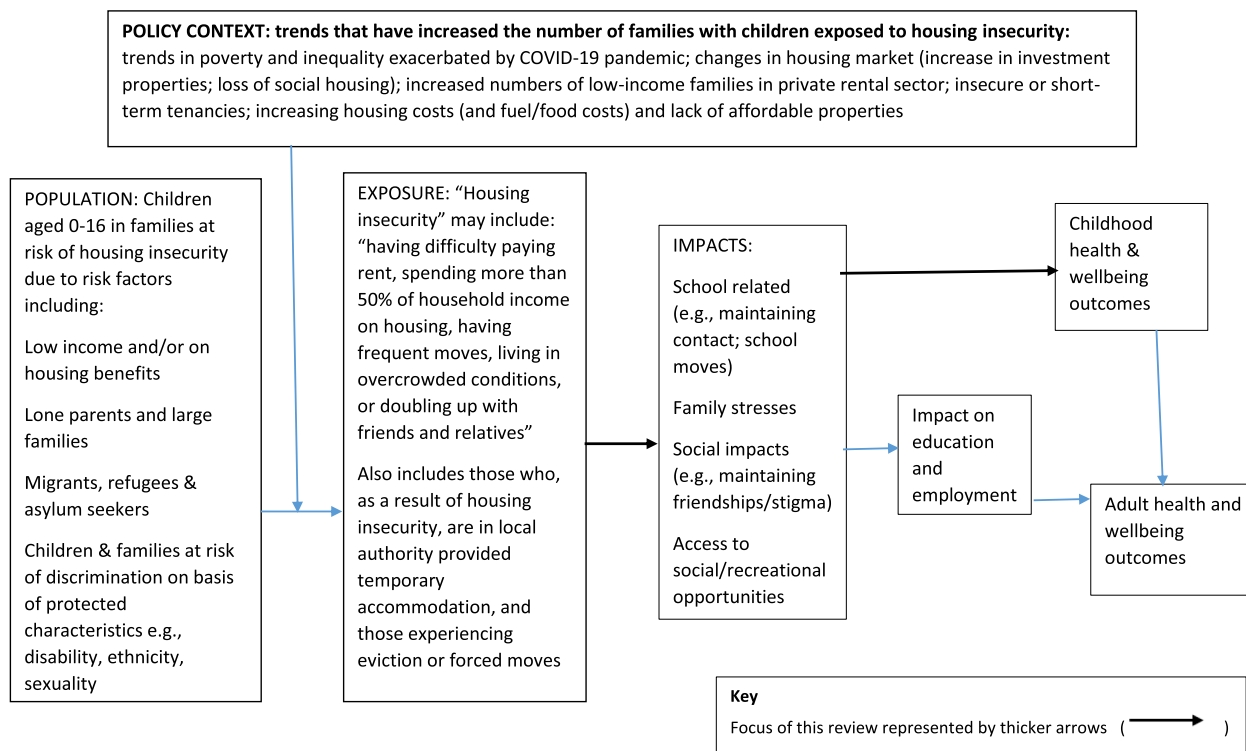 POLICY CONTEXT: trends that have increased the number of families with children exposed to housing insecurity:
trends in poverty and inequality exacerbated by COVID-19 pandemic; changes in housing market (increase in investment
properties; loss of social housing); increased numbers of low-income families in private rental sector; insecure or short-
term tenancies; increasing housing costs (and fuel/food costs) and lack of affordable properties
POPULATION: Children
aged 0-16 in families at
risk of housing insecurity
due to risk factors
including:
Low income and/or on
housing benefits
Lone parents and large
families
Migrants, refugees &
asylum seekers
Children & families at risk
of discrimination on basis
of protected
characteristics e.g.,
disability, ethnicity,
sexuality
EXPOSURE: “Housing
insecurity” may include:
“having difficulty paying
rent, spending more than
50% of household income
on housing, having
frequent moves, living in
overcrowded conditions,
or doubling up with
friends and relatives”
Also includes those who,
as a result of housing
insecurity, are in local
authority provided
temporary
accommodation, and
those experiencing
eviction or forced moves
IMPACTS:
School related
(e.g., maintaining
contact; school
moves)
Family stresses
Social impacts
(e.g., maintaining
friendships/stigma)
Access to
social/recreational
opportunities
Childhood
health &
wellbeing
outcomes
Impact on
education
and
employment
Adult health and
wellbeing
outcomes
Key
Focus of this review represented by thicker arrows ( )